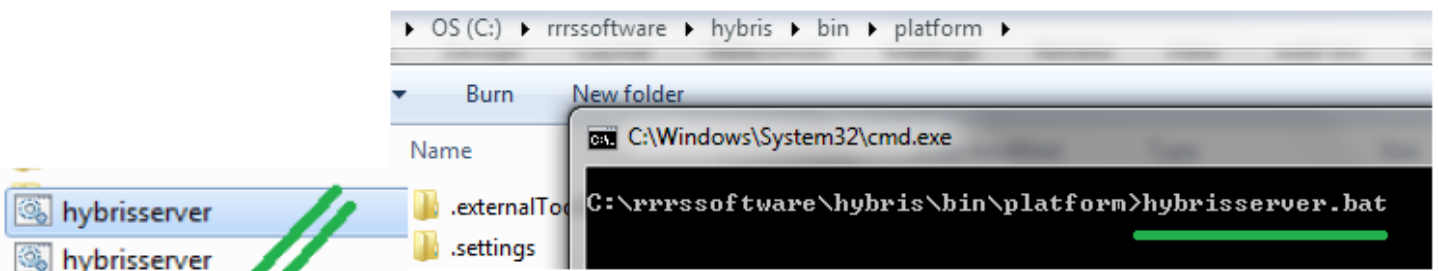 OS (C:) rrrssoftware hybris bin platform
Burn New folder
C:\Windows\System32\cmd.exe
Name
C:\rrrssoftware\hybris\bin\platform>hybrisserver.bat
.externalToo
.settings
hybrisserver
hybrisserver